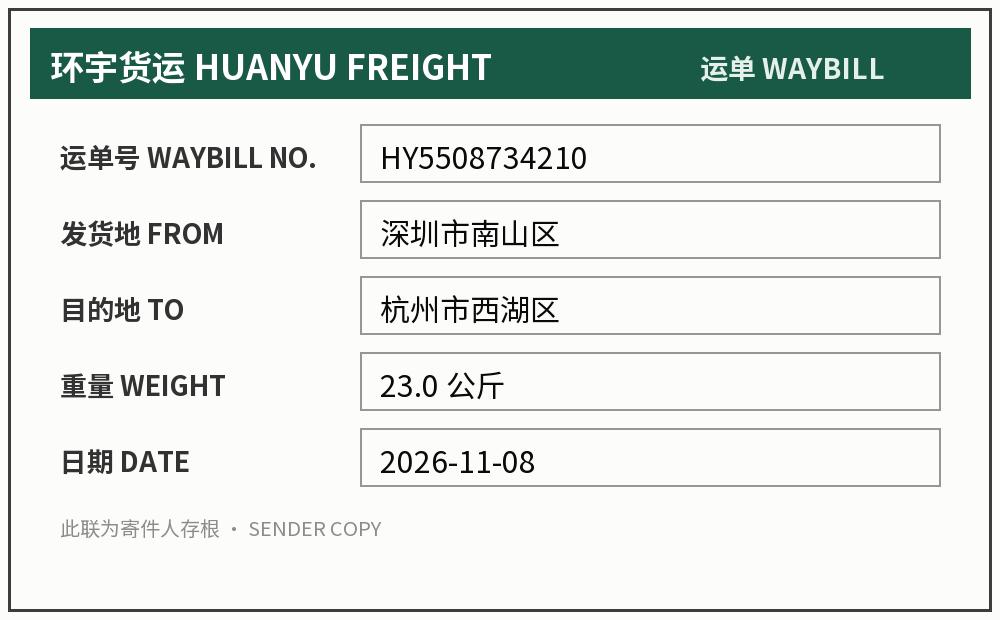 环宇货运 HUANYU FREIGHT 运单 WAYBILL
运单号 WAYBILL NO. HY5508734210
发货地 FROM 深圳市南山区
目的地 TO 杭州市西湖区
重量 WEIGHT 23.0 公斤
日期 DATE 2026-11-08
此联为寄件人存根 · SENDER COPY